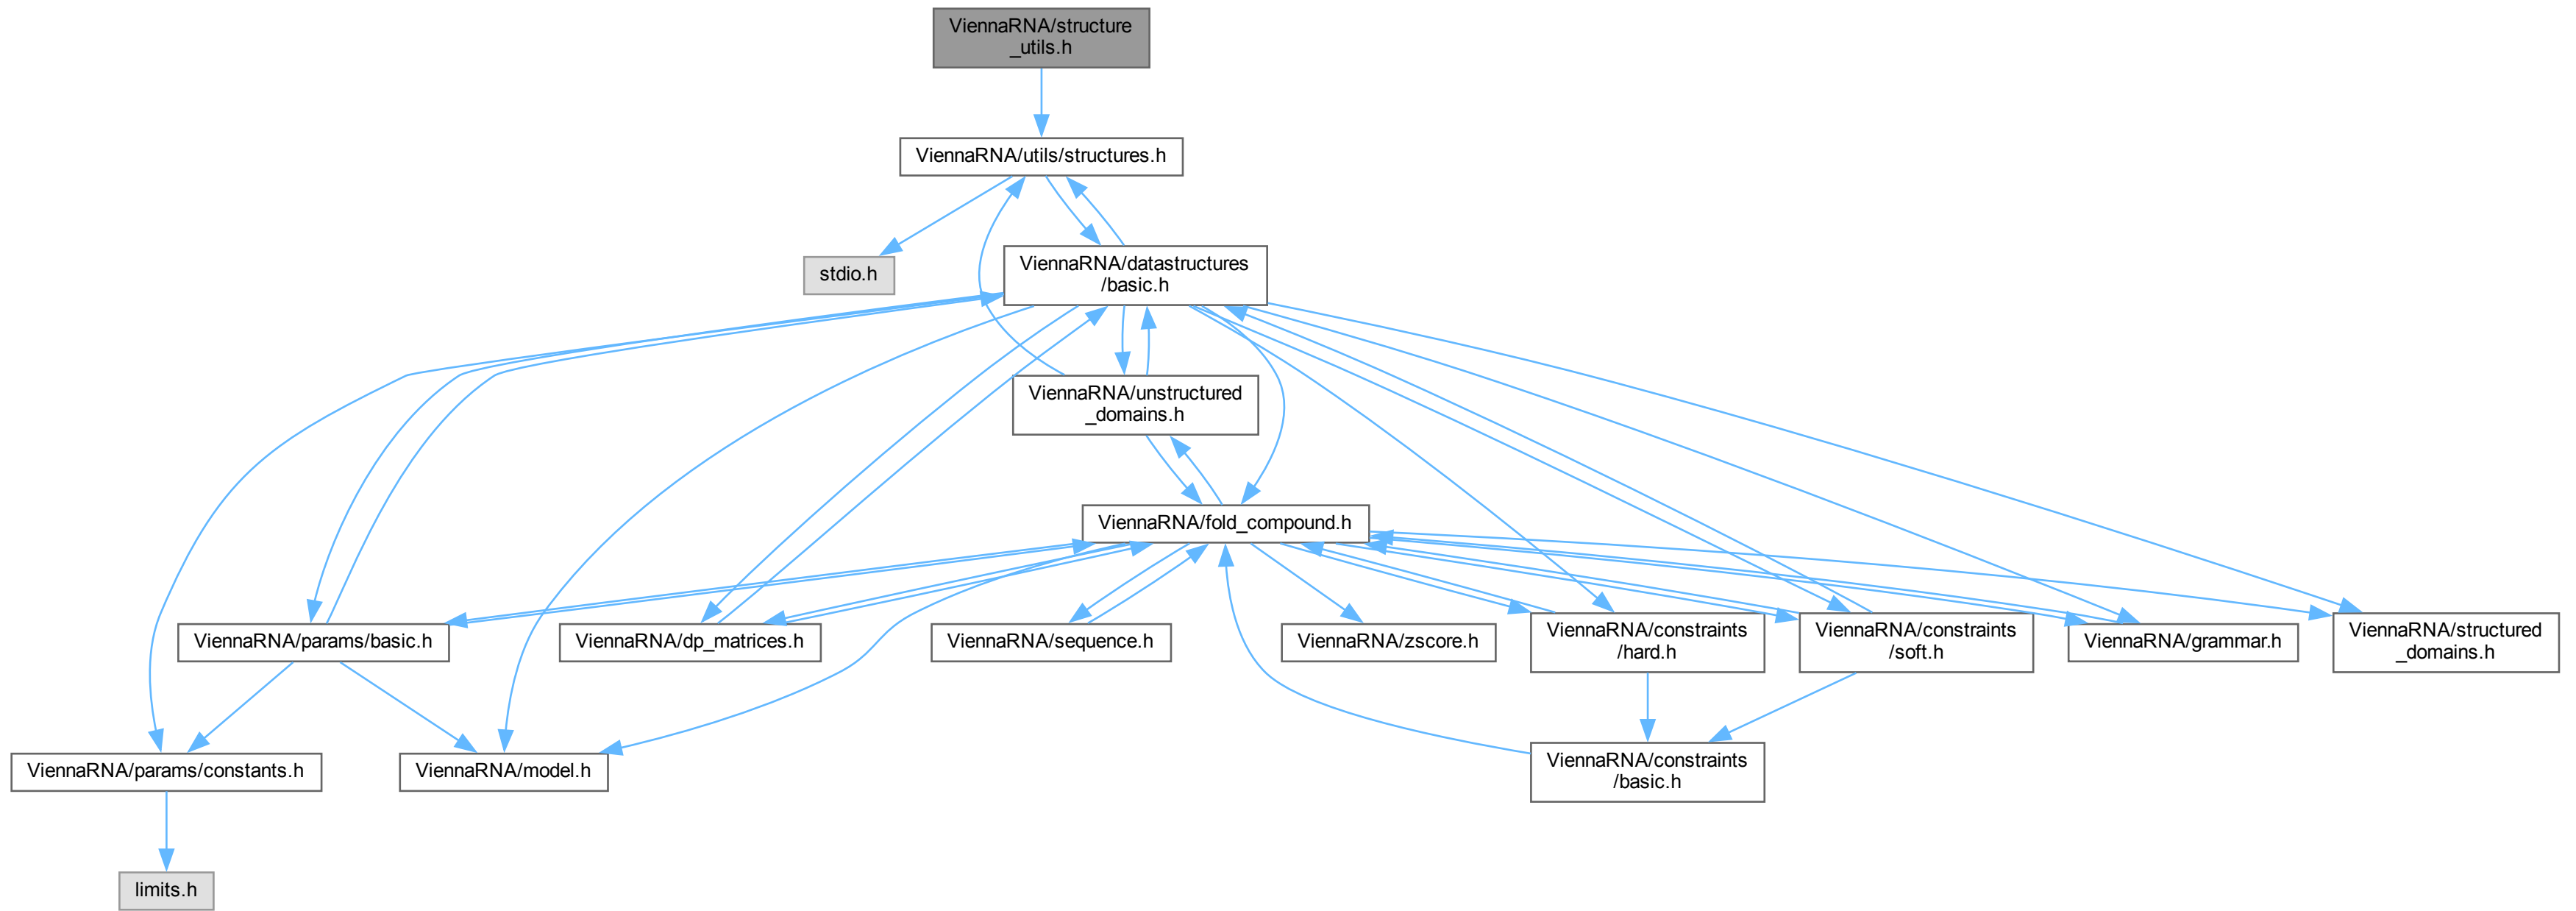 ViennaRNA/structure
_utils.h
ViennaRNA/utils/structures.h
stdio.h
ViennaRNA/datastructures
/basic.h
ViennaRNA/unstructured
_domains.h
ViennaRNA/fold_compound.h
ViennaRNA/params/basic.h
ViennaRNA/dp_matrices.h
ViennaRNA/sequence.h
ViennaRNA/zscore.h
ViennaRNA/constraints
/hard.h
ViennaRNA/constraints
/soft.h
ViennaRNA/grammar.h
ViennaRNA/structured
_domains.h
ViennaRNA/params/constants.h
ViennaRNA/model.h
ViennaRNA/constraints
/basic.h
limits.h